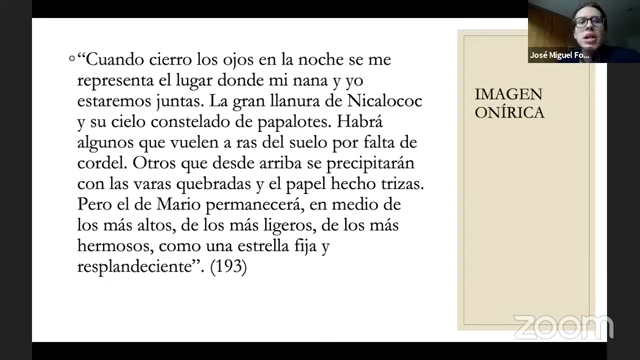 “Cuando cierro los ojos en la noche se me
representa el lugar donde mi nana y yo
estaremos juntas. La gran llanura de Nicalococ
y su cielo constelado de papalotes. Habrá
algunos que vuelen a ras del suelo por falta de
cordel. Otros que desde arriba se precipitarán
con las varas quebradas y el papel hecho trizas.
Pero el de Mario permanecerá, en medio de
los más altos, de los más ligeros, de los más
hermosos, como una estrella fija y
resplandeciente”. (193)
IMAGEN
ONÍRICA
José Miguel Fo...
zoom